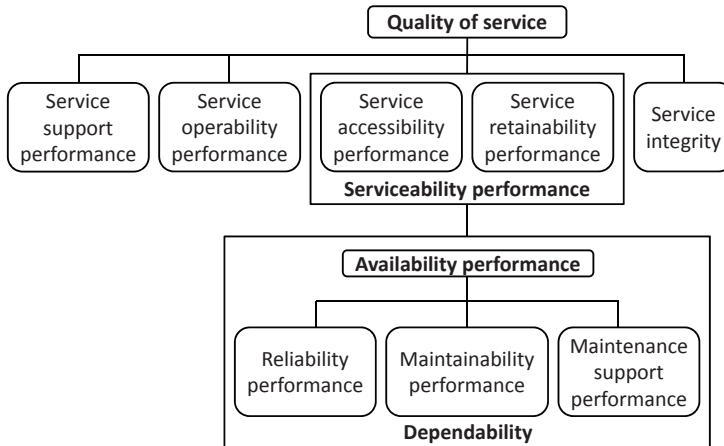 Quality of service
Service
support
performance
Service
operability
performance
Service
accessibility
performance
Service
retainability
performance
Service
integrity
Serviceability performance
Availability performance
Reliability
performance
Maintainability
performance
Maintenance
support
performance
Dependability